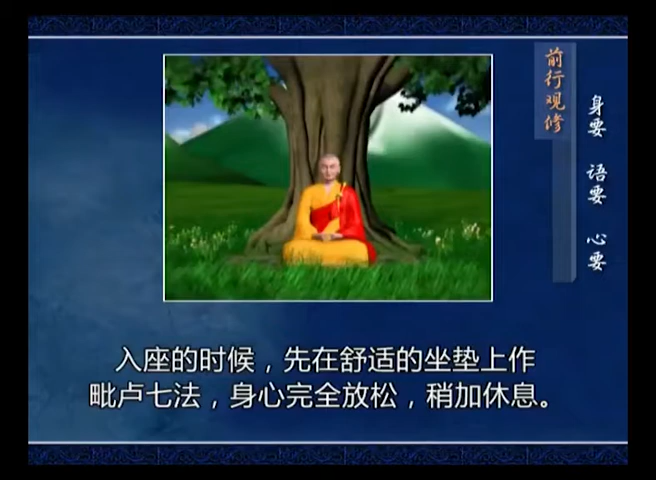 前行观修
身要 语要 心要
入座的时候，先在舒适的坐垫上作
毗卢七法，身心完全放松，稍加休息。